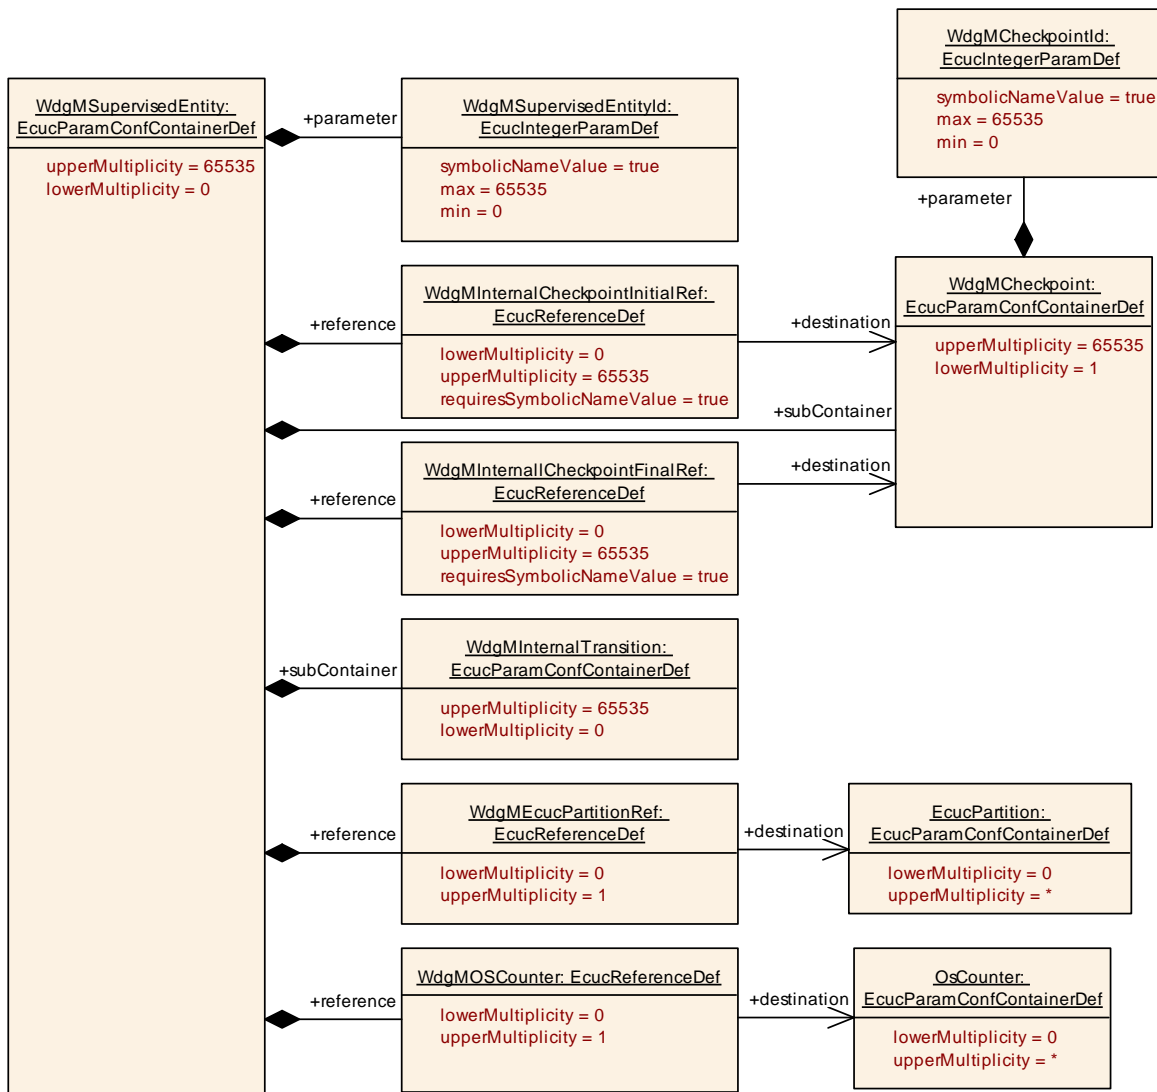 WdgMCheckpointId:
EcucIntegerParamDef
symbolicNameValue = true
max = 65535
min = 0
WdgMSupervisedEntity:
EcucParamConfContainerDef
upperMultiplicity = 65535
lowerMultiplicity = 0
+parameter
WdgMSupervisedEntityId:
EcucIntegerParamDef
symbolicNameValue = true
max = 65535
min = 0
+parameter
WdgMCheckpoint:
EcucParamConfContainerDef
upperMultiplicity = 65535
lowerMultiplicity = 1
+reference
WdgMInternalCheckpointInitialRef:
EcucReferenceDef
lowerMultiplicity = 0
upperMultiplicity = 65535
requiresSymbolicNameValue = true
+destination
+subContainer
+reference
WdgMInternallCheckpointFinalRef:
EcucReferenceDef
lowerMultiplicity = 0
upperMultiplicity = 65535
requiresSymbolicNameValue = true
+destination
+subContainer
WdgMInternalTransition:
EcucParamConfContainerDef
upperMultiplicity = 65535
lowerMultiplicity = 0
+reference
WdgMEcucPartitionRef:
EcucReferenceDef
lowerMultiplicity = 0
upperMultiplicity = 1
+destination
EcucPartition:
EcucParamConfContainerDef
lowerMultiplicity = 0
upperMultiplicity = *
+reference
WdgMOSCounter: EcucReferenceDef
lowerMultiplicity = 0
upperMultiplicity = 1
+destination
OsCounter:
EcucParamConfContainerDef
lowerMultiplicity = 0
upperMultiplicity = *